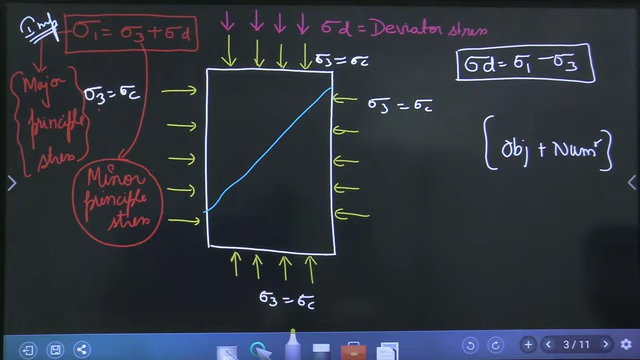 Imp
σ1 = σ3 + σd
σd = Deviator stress
σ3 = σc
σd = σ1 - σ3
Major
principle
stress
σ3 = σc
σ3 = σc
[Obj + Num]
Minor
principle
stress
σ3 = σc
3 / 11